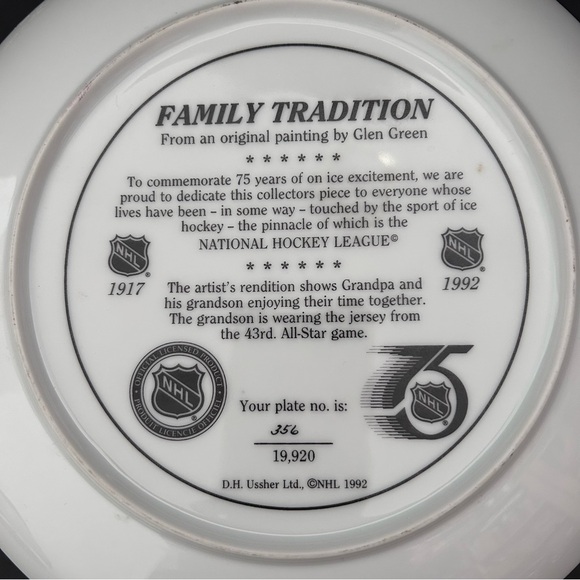 FAMILY TRADITION
From an original painting by Glen Green
* * * * * *
To commemorate 75 years of on ice excitement, we are
proud to dedicate this collectors piece to everyone whose
lives have been – in some way – touched by the sport of ice
hockey – the pinnacle of which is the
NATIONAL HOCKEY LEAGUE©
* * * * * *
NHL ®
1917
NHL ®
1992
The artist's rendition shows Grandpa and
his grandson enjoying their time together.
The grandson is wearing the jersey from
the 43rd. All-Star game.
OFFICIAL LICENSED PRODUCT
NHL
PRODUIT LICENCIÉ OFFICIEL
75
NHL
Your plate no. is:
356
19,920
D.H. Ussher Ltd., ©NHL 1992